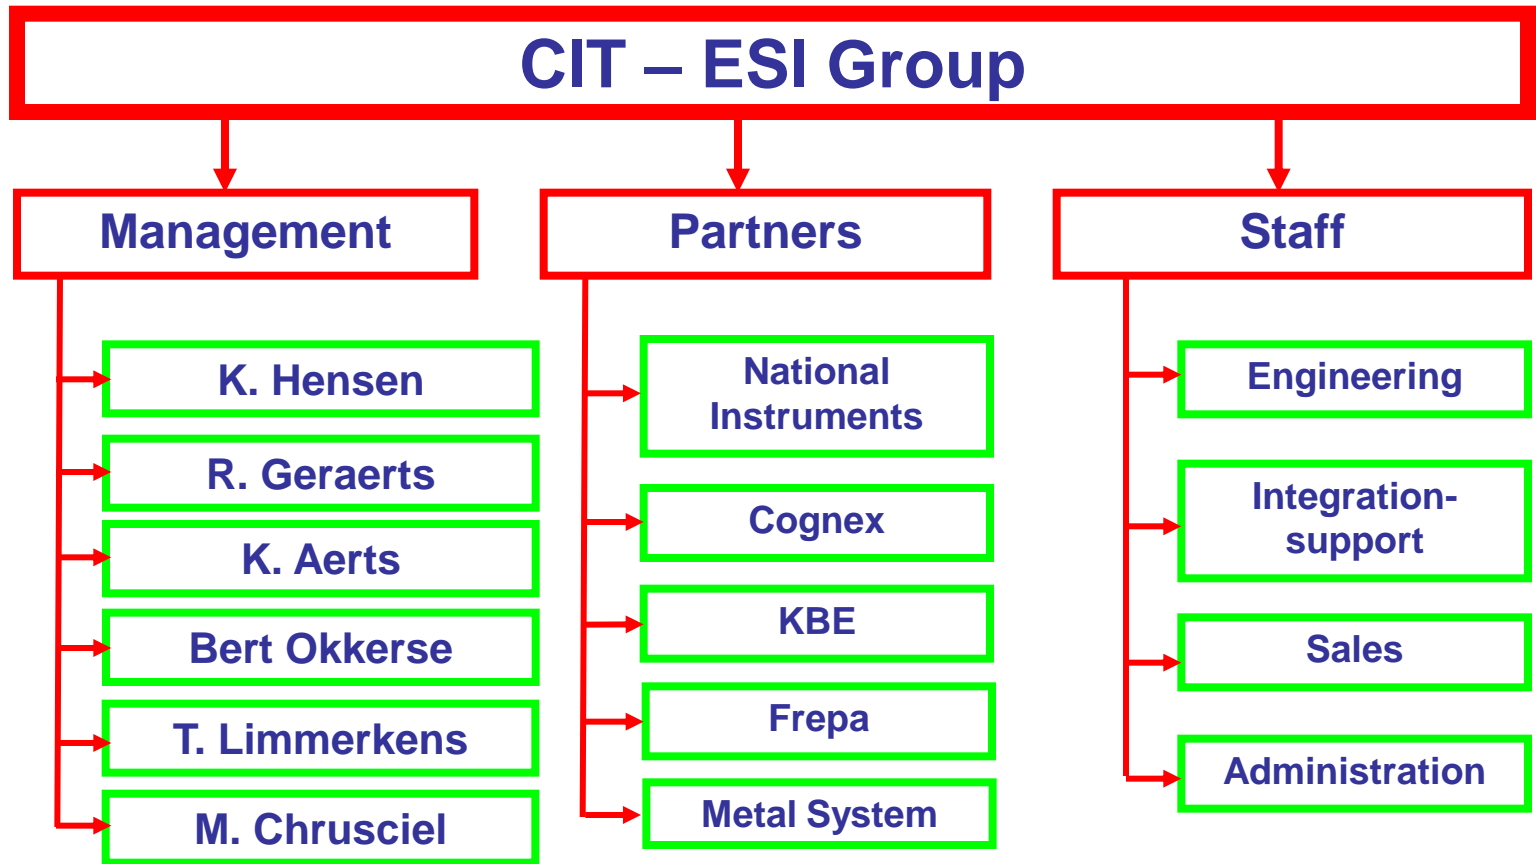 CIT – ESI Group
Management
K. Hensen
R. Geraerts
K. Aerts
Bert Okkerse
T. Limmerkens
M. Chrusciel
Partners
National
Instruments
Cognex
KBE
Frepa
Metal System
Staff
Engineering
Integration-
support
Sales
Administration